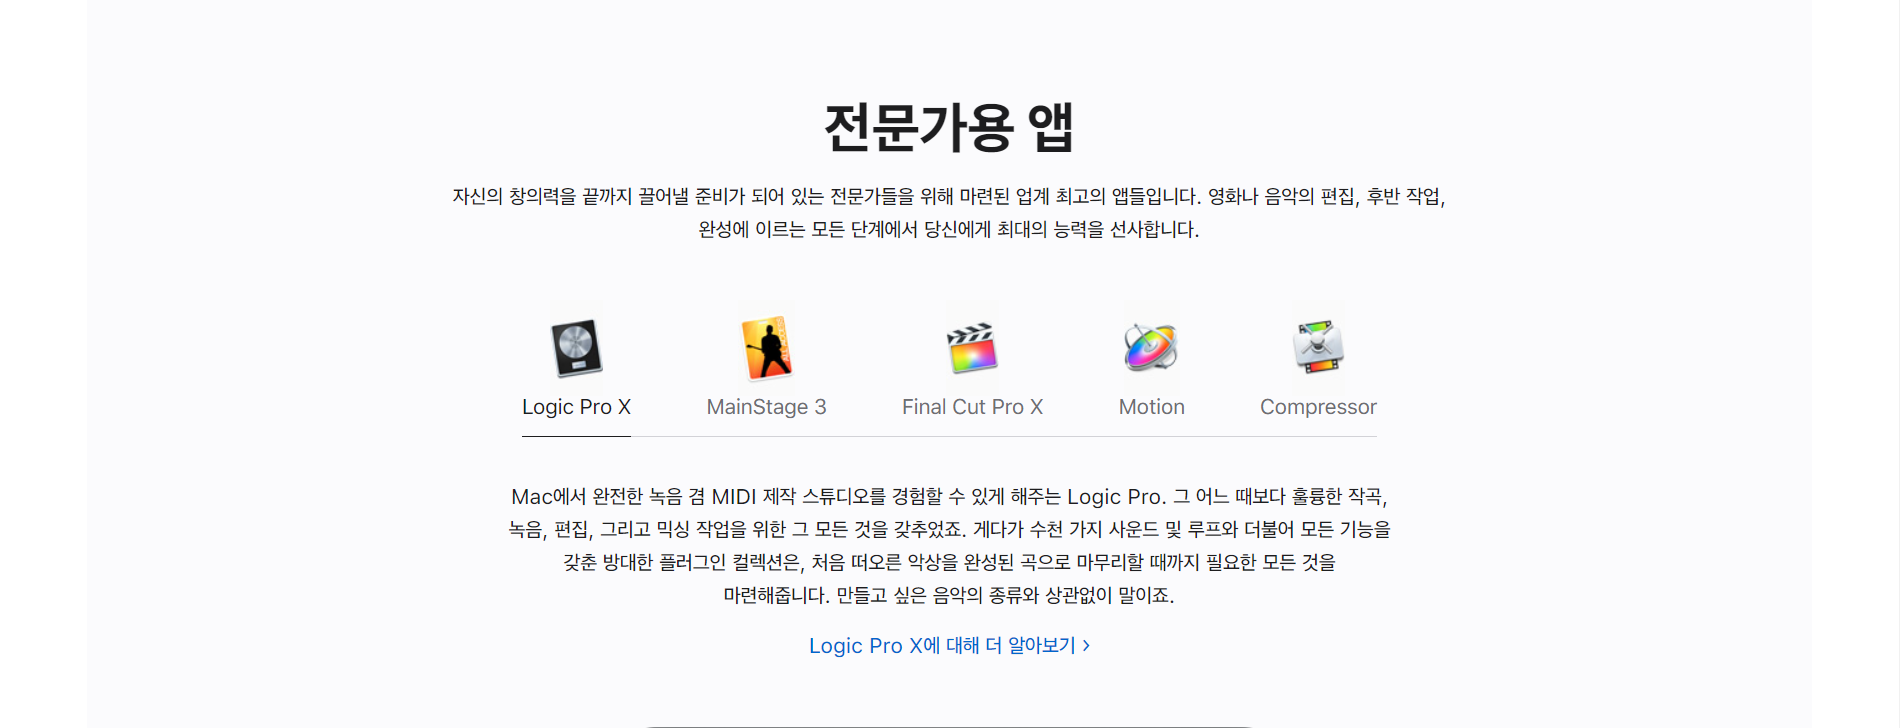 전문가용 앱
자신의 창의력을 끝까지 끌어낼 준비가 되어 있는 전문가들을 위해 마련된 업계 최고의 앱들입니다. 영화나 음악의 편집, 후반 작업,
완성에 이르는 모든 단계에서 당신에게 최대의 능력을 선사합니다.
Logic Pro X
MainStage 3
Final Cut Pro X
Motion
Compressor
Mac에서 완전한 녹음 겸 MIDI 제작 스튜디오를 경험할 수 있게 해주는 Logic Pro. 그 어느 때보다 훌륭한 작곡,
녹음, 편집, 그리고 믹싱 작업을 위한 그 모든 것을 갖추었죠. 게다가 수천 가지 사운드 및 루프와 더불어 모든 기능을
갖춘 방대한 플러그인 컬렉션은, 처음 떠오른 악상을 완성된 곡으로 마무리할 때까지 필요한 모든 것을
마련해줍니다. 만들고 싶은 음악의 종류와 상관없이 말이죠.
Logic Pro X에 대해 더 알아보기 >